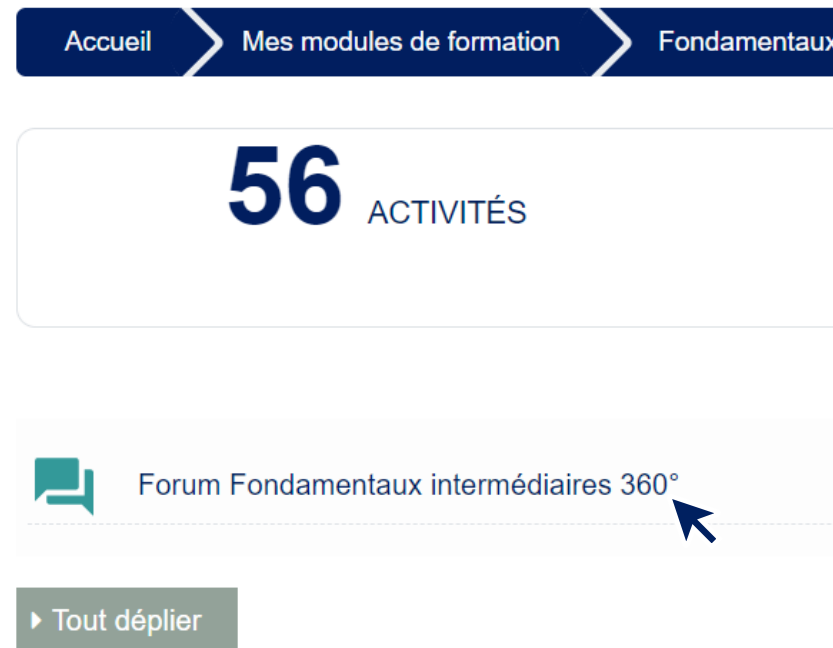 Accueil Mes modules de formation Fondamentaux
56 ACTIVITÉS
Forum Fondamentaux intermédiaires 360°
Tout déplier